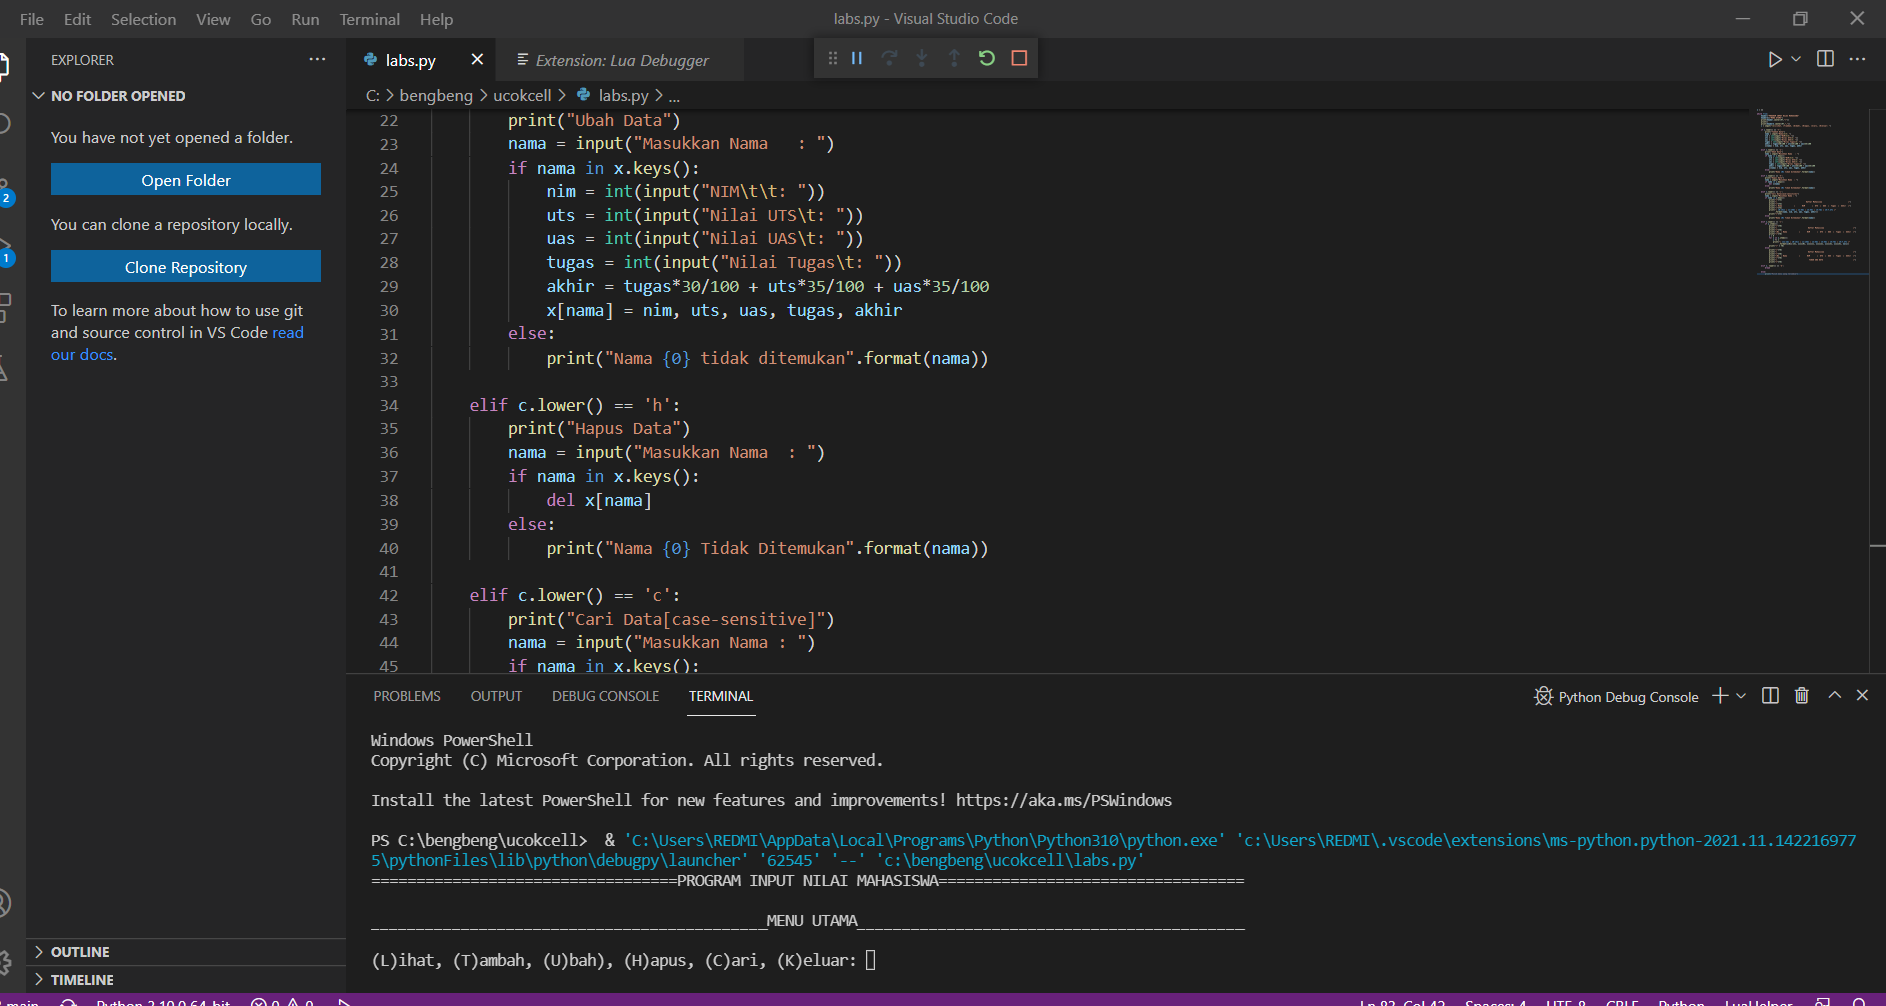 File Edit Selection View Go Run Terminal Help
labs.py - Visual Studio Code
EXPLORER
labs.py
Extension: Lua Debugger
NO FOLDER OPENED
You have not yet opened a folder.
Open Folder
You can clone a repository locally.
Clone Repository
To learn more about how to use git
and source control in VS Code read
our docs.
2
1
C: > bengbeng > ucokcell > labs.py > ...
22 print("Ubah Data")
23 nama = input("Masukkan Nama   : ")
24 if nama in x.keys():
25 nim = int(input("NIM\t\t: "))
26 uts = int(input("Nilai UTS\t: "))
27 uas = int(input("Nilai UAS\t: "))
28 tugas = int(input("Nilai Tugas\t: "))
29 akhir = tugas*30/100 + uts*35/100 + uas*35/100
30 x[nama] = nim, uts, uas, tugas, akhir
31 else:
32 print("Nama {0} tidak ditemukan".format(nama))
33
34 elif c.lower() == 'h':
35 print("Hapus Data")
36 nama = input("Masukkan Nama  : ")
37 if nama in x.keys():
38 del x[nama]
39 else:
40 print("Nama {0} Tidak Ditemukan".format(nama))
41
42 elif c.lower() == 'c':
43 print("Cari Data[case-sensitive]")
44 nama = input("Masukkan Nama : ")
45 if nama in x.keys():
PROBLEMS OUTPUT DEBUG CONSOLE TERMINAL
Python Debug Console
Windows PowerShell
Copyright (C) Microsoft Corporation. All rights reserved.
Install the latest PowerShell for new features and improvements! https://aka.ms/PSWindows
PS C:\bengbeng\ucokcell>  & 'C:\Users\REDMI\AppData\Local\Programs\Python\Python310\python.exe' 'c:\Users\REDMI\.vscode\extensions\ms-python.python-2021.11.142216977
5\pythonFiles\lib\python\debugpy\launcher' '62545' '--' 'c:\bengbeng\ucokcell\labs.py'
==================================PROGRAM INPUT NILAI MAHASISWA==================================
____________________________________________MENU UTAMA___________________________________________
(L)ihat, (T)ambah, (U)bah), (H)apus, (C)ari, (K)eluar:
OUTLINE
TIMELINE
main Python 3.10.0 64-bit 0 0 Ln 83, Col 42 Spaces: 4 UTF-8 CRLF Python LuaHelper